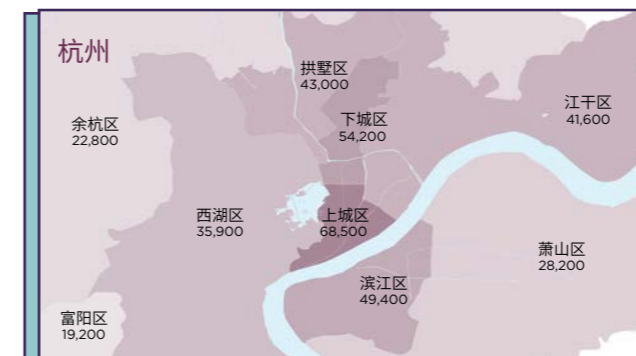 杭州
拱墅区
43,000
下城区
54,200
江干区
41,600
余杭区
22,800
西湖区
35,900
上城区
68,500
萧山区
28,200
滨江区
49,400
富阳区
19,200